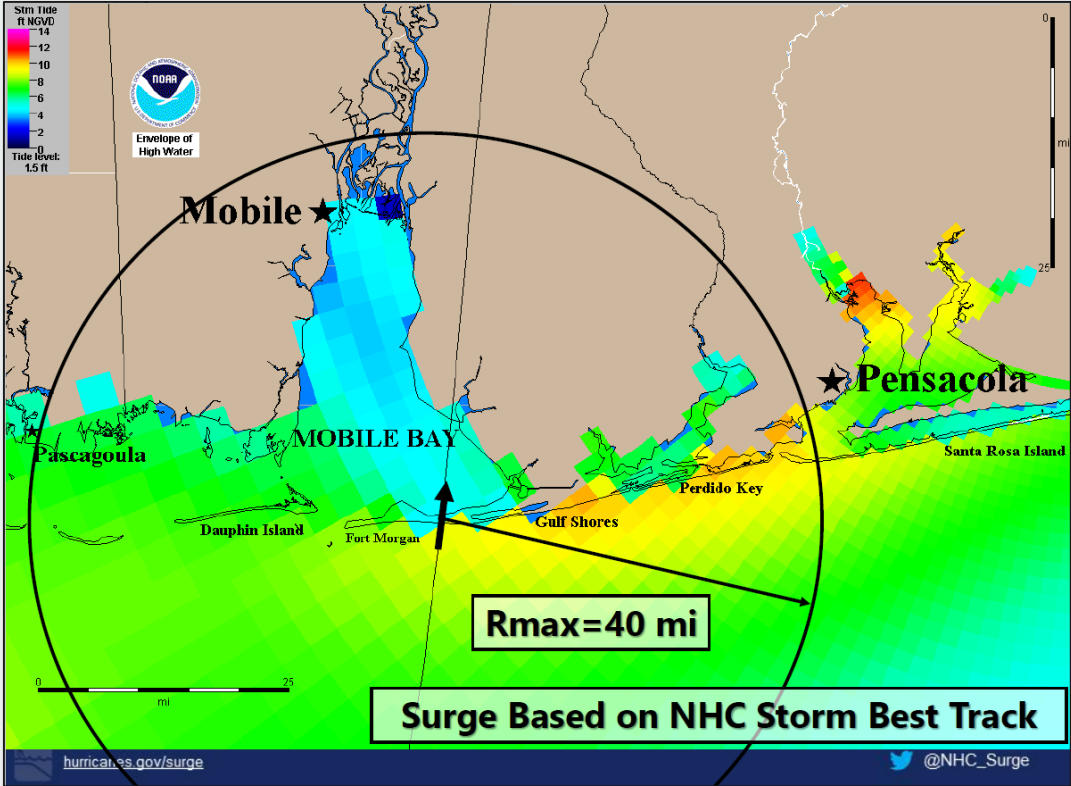 Stm Tide
ft NGVD
14
12
10
8
6
4
2
0
Tide level:
1.5 ft
NOAA
Envelope of
High Water
0
mi
25
Mobile
Pensacola
MOBILE BAY
Pascagoula
Santa Rosa Island
Perdido Key
Gulf Shores
Dauphin Island
Fort Morgan
Rmax=40 mi
0
25
mi
Surge Based on NHC Storm Best Track
hurricanes.gov/surge
@NHC_Surge